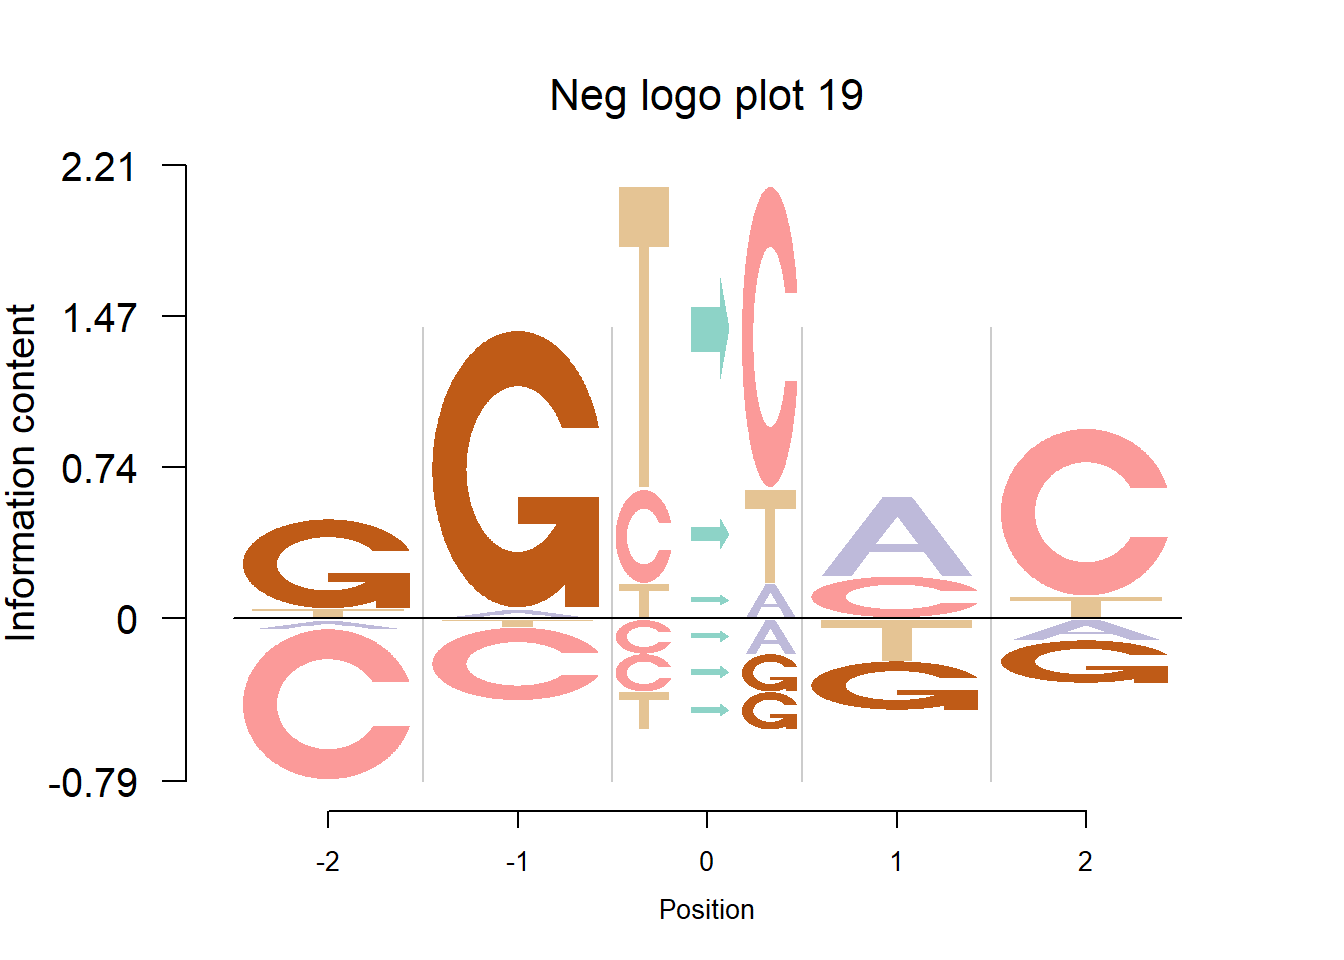 Neg logo plot 19
Information content
2.21
1.47
0.74
0
-0.79
G T A C
G A T C
T → C
C → T
T → A
C → A
C → G
T → G
A C T G
C T A G
-2 -1 0 1 2
Position